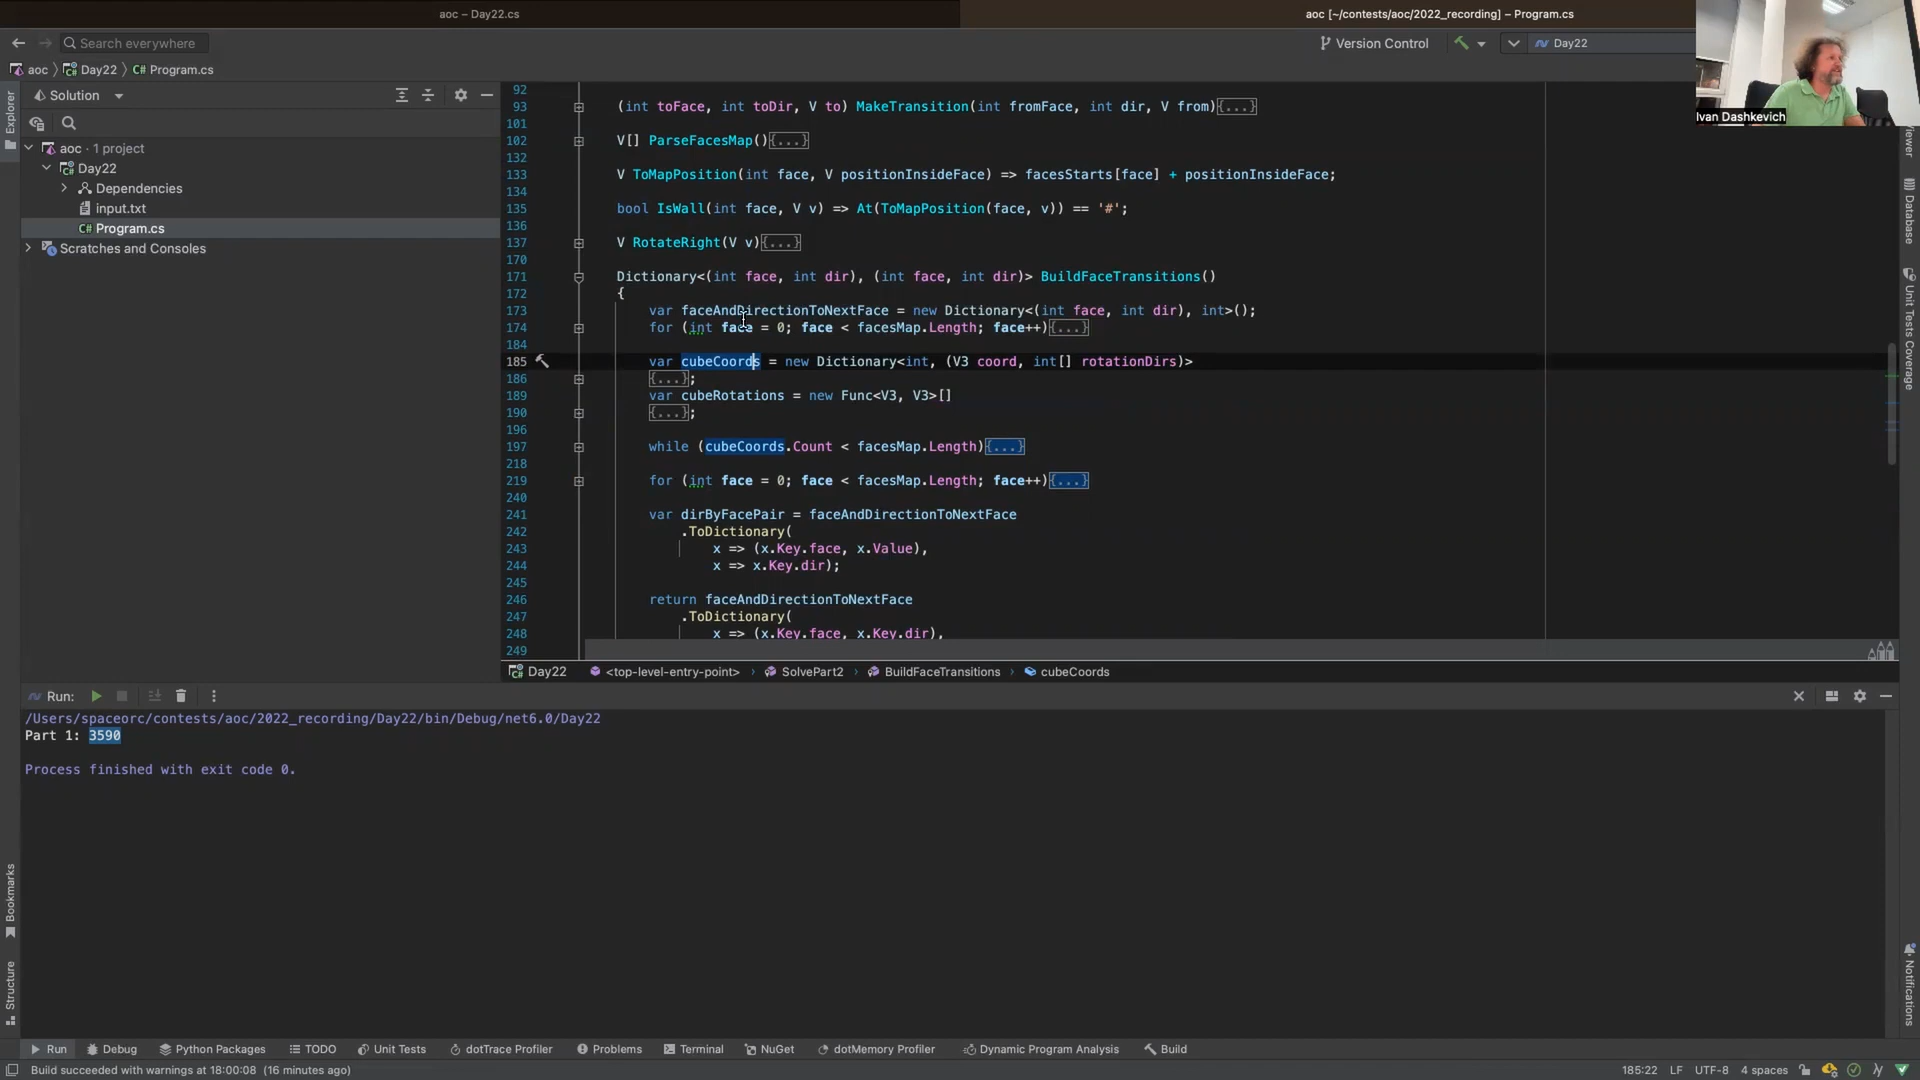 aoc – Day22.cs
aoc [~/contests/aoc/2022_recording] – Program.cs
Search everywhere
Version Control
Day22
aoc
Day22
C# Program.cs
Ivan Dashkevich
Explorer
Solution
aoc · 1 project
Day22
Dependencies
input.txt
C# Program.cs
Scratches and Consoles
92
93 (int toFace, int toDir, V to) MakeTransition(int fromFace, int dir, V from){...}
101
102 V[] ParseFacesMap(){...}
132
133 V ToMapPosition(int face, V positionInsideFace) => facesStarts[face] + positionInsideFace;
134
135 bool IsWall(int face, V v) => At(ToMapPosition(face, v)) == '#';
136
137 V RotateRight(V v){...}
170
171 Dictionary<(int face, int dir), (int face, int dir)> BuildFaceTransitions()
172 {
173 var faceAndDirectionToNextFace = new Dictionary<(int face, int dir), int>();
174 for (int face = 0; face < facesMap.Length; face++){...}
184
185 var cubeCoords = new Dictionary<int, (V3 coord, int[] rotationDirs)>
186 {...};
189 var cubeRotations = new Func<V3, V3>[]
190 {...};
196
197 while (cubeCoords.Count < facesMap.Length){...}
218
219 for (int face = 0; face < facesMap.Length; face++){...}
240
241 var dirByFacePair = faceAndDirectionToNextFace
242 .ToDictionary(
243 x => (x.Key.face, x.Value),
244 x => x.Key.dir);
245
246 return faceAndDirectionToNextFace
247 .ToDictionary(
248 x => (x.Key.face, x.Key.dir),
249
Database
Unit Tests Coverage
Notifications
Day22
<top-level-entry-point>
SolvePart2
BuildFaceTransitions
cubeCoords
Run:
/Users/spaceorc/contests/aoc/2022_recording/Day22/bin/Debug/net6.0/Day22
Part 1: 3590
Process finished with exit code 0.
Bookmarks
Structure
Run
Debug
Python Packages
TODO
Unit Tests
dotTrace Profiler
Problems
Terminal
NuGet
dotMemory Profiler
Dynamic Program Analysis
Build
Build succeeded with warnings at 18:00:08 (16 minutes ago)
185:22
LF
UTF-8
4 spaces